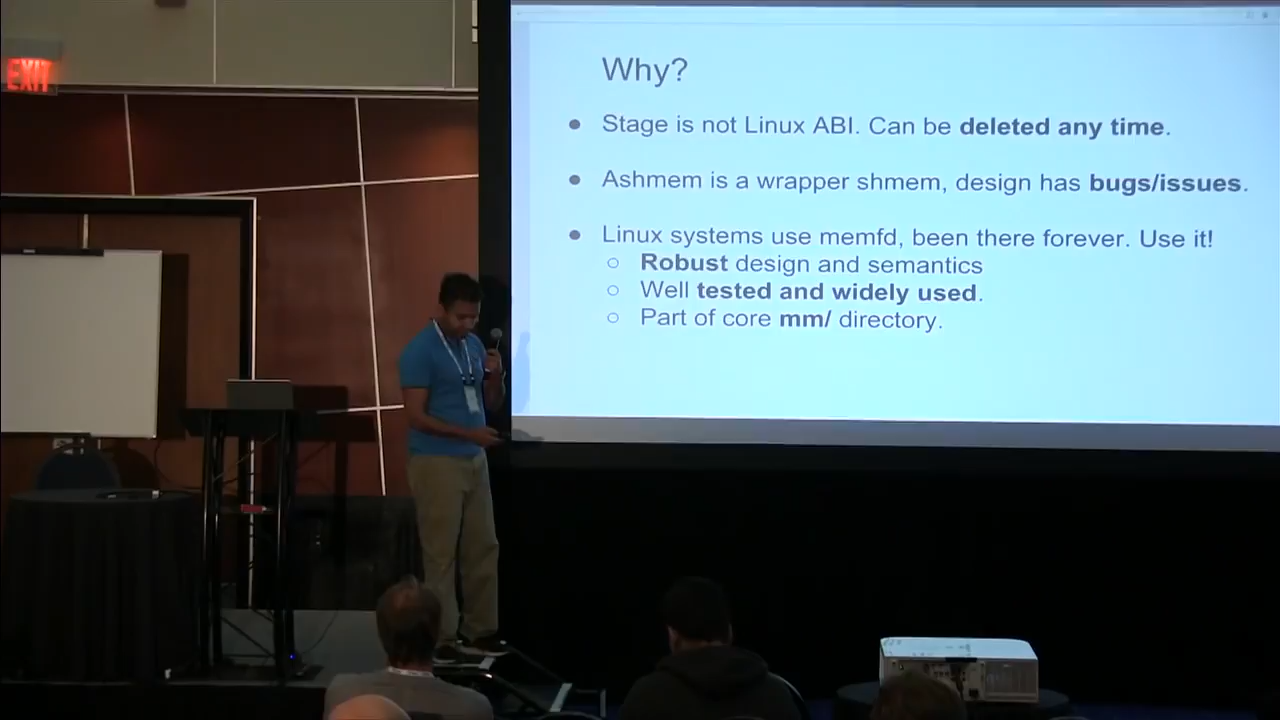 EXIT
Why?
● Stage is not Linux ABI. Can be deleted any time.
● Ashmem is a wrapper shmem, design has bugs/issues.
● Linux systems use memfd, been there forever. Use it!
○ Robust design and semantics
○ Well tested and widely used.
○ Part of core mm/ directory.